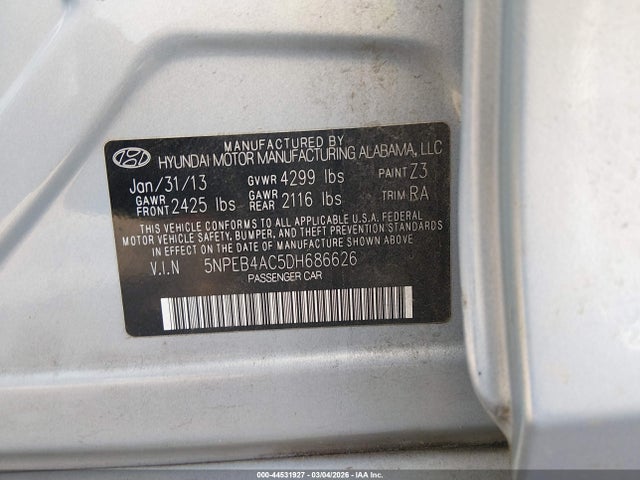 MANUFACTURED BY
HYUNDAI MOTOR MANUFACTURING ALABAMA, LLC
Jan/31/13 GVWR 4299 lbs PAINT Z3
GAWR FRONT 2425 lbs GAWR REAR 2116 lbs TRIM RA
THIS VEHICLE CONFORMS TO ALL APPLICABLE U.S.A. FEDERAL
MOTOR VEHICLE SAFETY, BUMPER, AND THEFT PREVENTION
STANDARDS IN EFFECT ON THE DATE OF MANUFACTURE SHOWN ABOVE
V.I.N 5NPEB4AC5DH686626
PASSENGER CAR
000-44531927 - 03/04/2026 - IAA Inc.